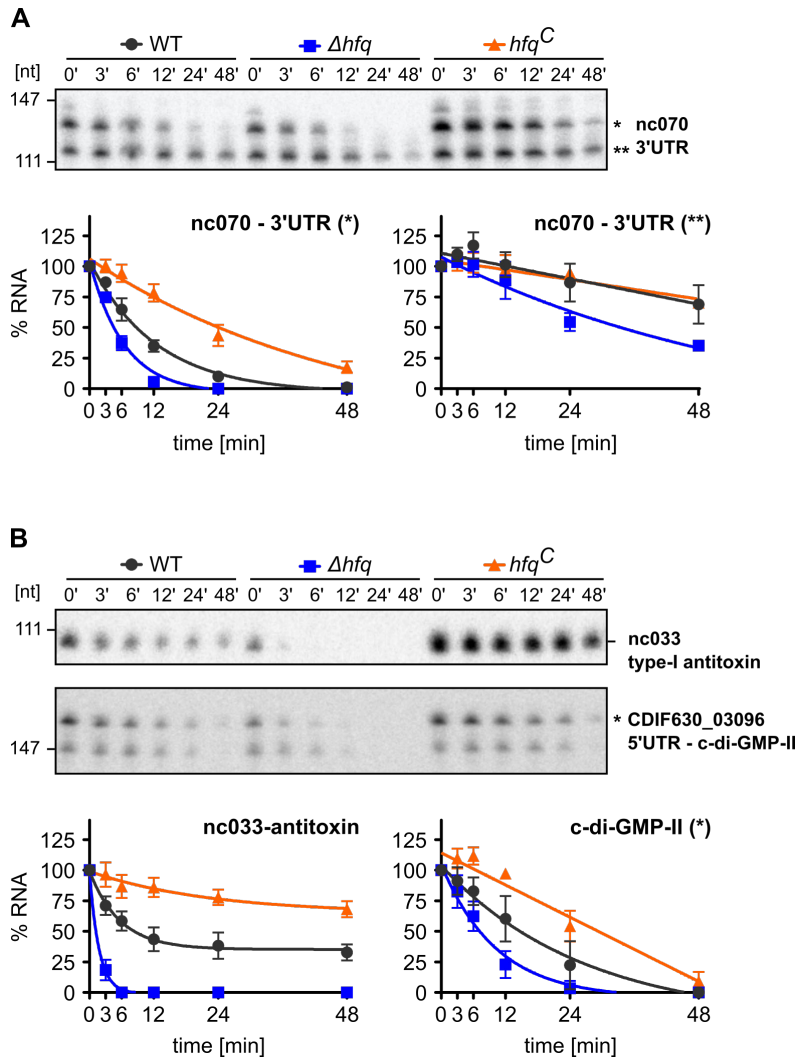 A
WT Δhfq hfqC
[nt] 0' 3' 6' 12' 24' 48' 0' 3' 6' 12' 24' 48' 0' 3' 6' 12' 24' 48'
147
* nc070
** 3'UTR
111
nc070 - 3'UTR (*) nc070 - 3'UTR (**)
125 125
100 100
75 75
50 50
25 25
0 0
% RNA % RNA
0 3 6 12 24 48 0 3 6 12 24 48
time [min] time [min]
B
WT Δhfq hfqC
[nt] 0' 3' 6' 12' 24' 48' 0' 3' 6' 12' 24' 48' 0' 3' 6' 12' 24' 48'
111
nc033
type-I antitoxin
* CDIF630_03096
5'UTR - c-di-GMP-II
147
nc033-antitoxin c-di-GMP-II (*)
125 125
100 100
75 75
50 50
25 25
0 0
% RNA % RNA
0 3 6 12 24 48 0 3 6 12 24 48
time [min] time [min]